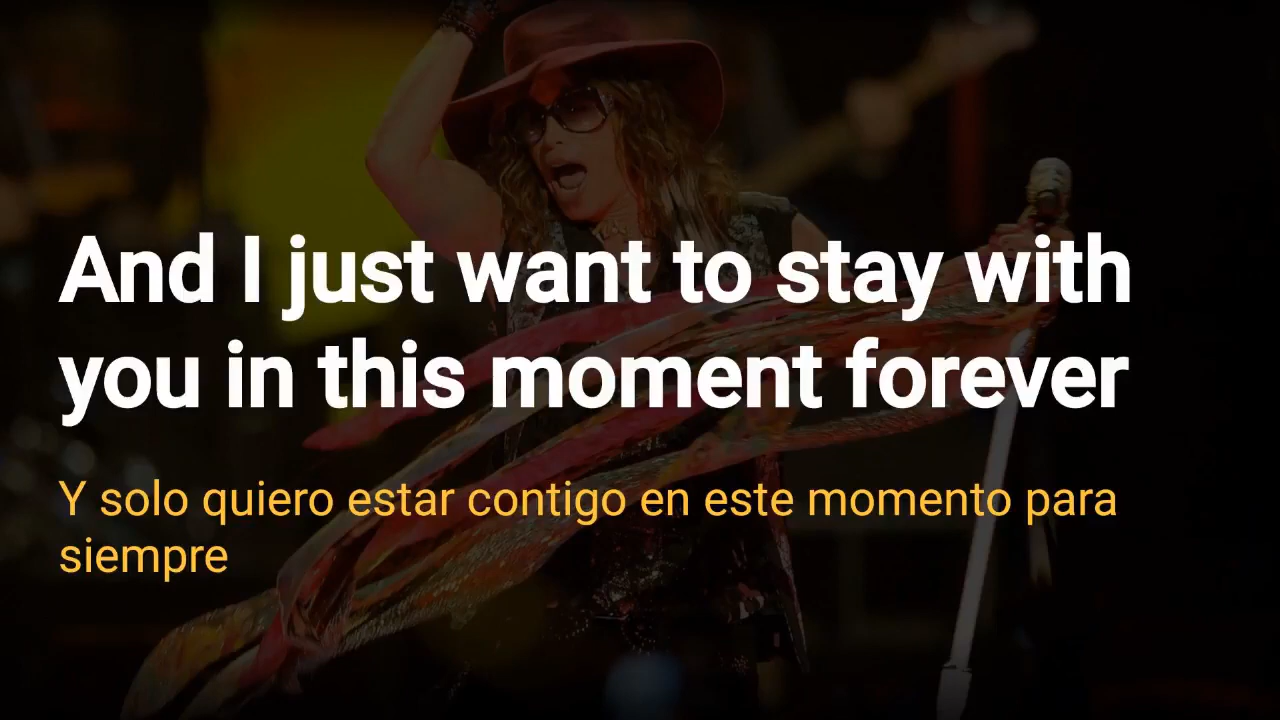 And I just want to stay with
you in this moment forever
Y solo quiero estar contigo en este momento para
siempre